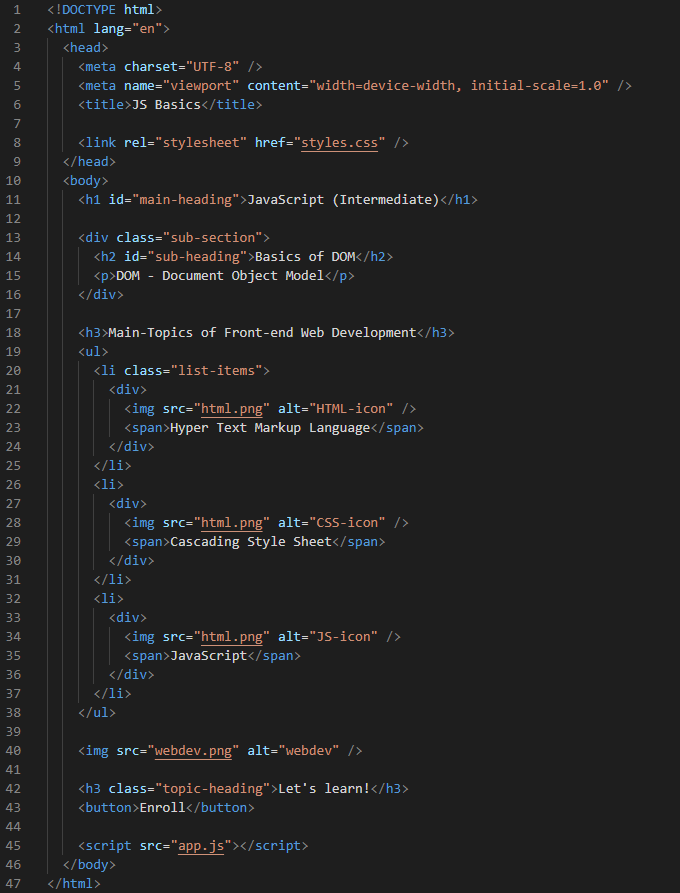 1 <!DOCTYPE html>
2 <html lang="en">
3 <head>
4 <meta charset="UTF-8" />
5 <meta name="viewport" content="width=device-width, initial-scale=1.0" />
6 <title>JS Basics</title>
7
8 <link rel="stylesheet" href="styles.css" />
9 </head>
10 <body>
11 <h1 id="main-heading">JavaScript (Intermediate)</h1>
12
13 <div class="sub-section">
14 <h2 id="sub-heading">Basics of DOM</h2>
15 <p>DOM - Document Object Model</p>
16 </div>
17
18 <h3>Main-Topics of Front-end Web Development</h3>
19 <ul>
20 <li class="list-items">
21 <div>
22 <img src="html.png" alt="HTML-icon" />
23 <span>Hyper Text Markup Language</span>
24 </div>
25 </li>
26 <li>
27 <div>
28 <img src="html.png" alt="CSS-icon" />
29 <span>Cascading Style Sheet</span>
30 </div>
31 </li>
32 <li>
33 <div>
34 <img src="html.png" alt="JS-icon" />
35 <span>JavaScript</span>
36 </div>
37 </li>
38 </ul>
39
40 <img src="webdev.png" alt="webdev" />
41
42 <h3 class="topic-heading">Let's learn!</h3>
43 <button>Enroll</button>
44
45 <script src="app.js"></script>
46 </body>
47 </html>